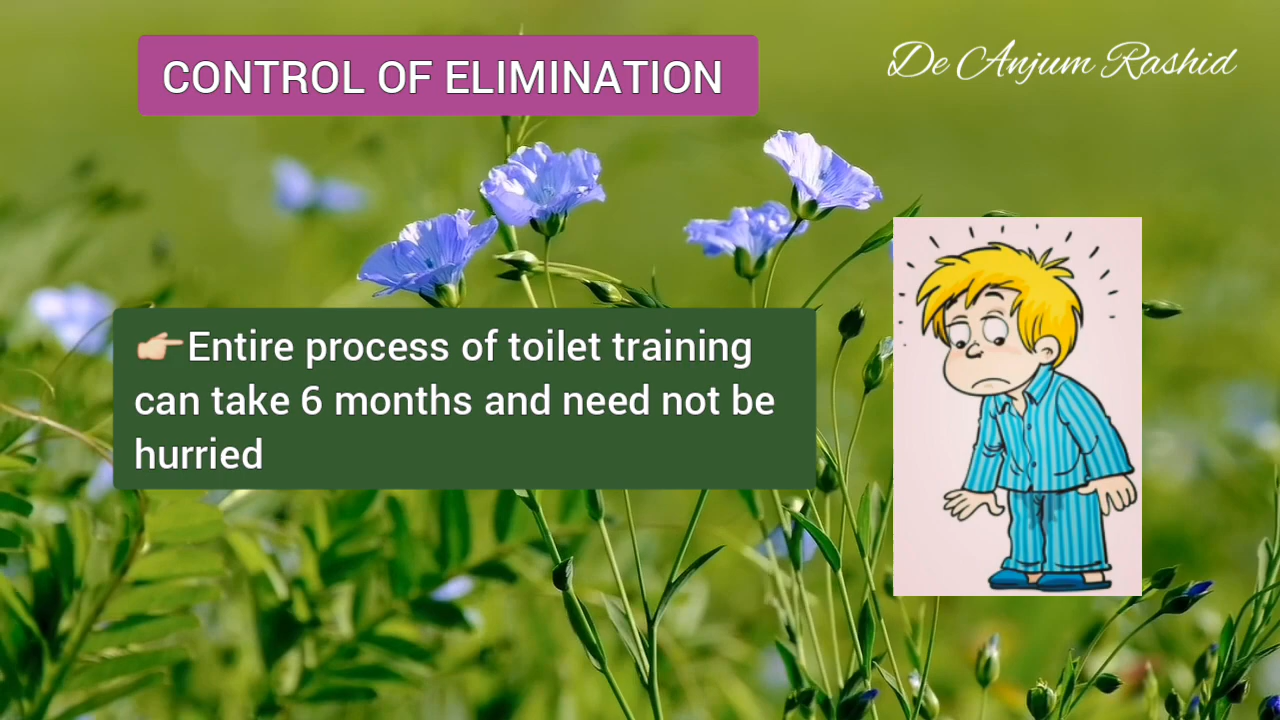 CONTROL OF ELIMINATION
De Anjum Rashid
👉🏻Entire process of toilet training
can take 6 months and need not be
hurried